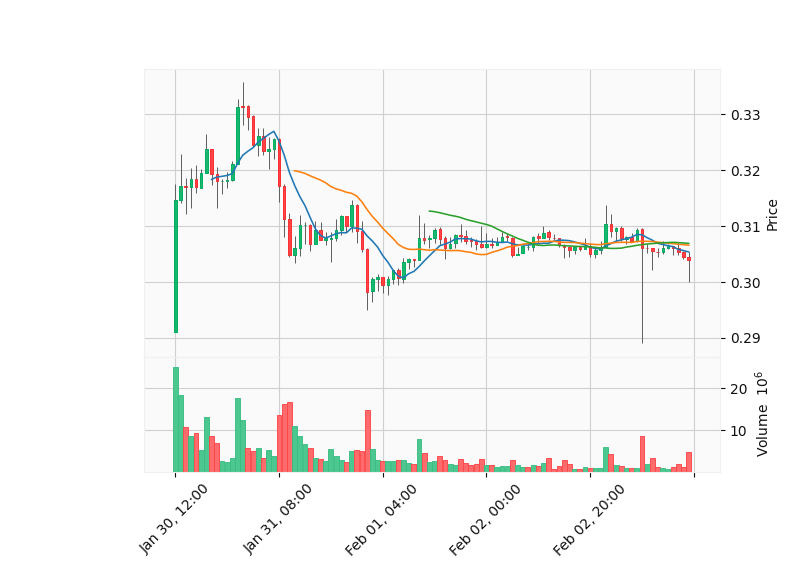 0.33
0.32
0.31
0.30
0.29
Price
20
10
Volume 10^6
Jan 30, 12:00
Jan 31, 08:00
Feb 01, 04:00
Feb 02, 00:00
Feb 02, 20:00